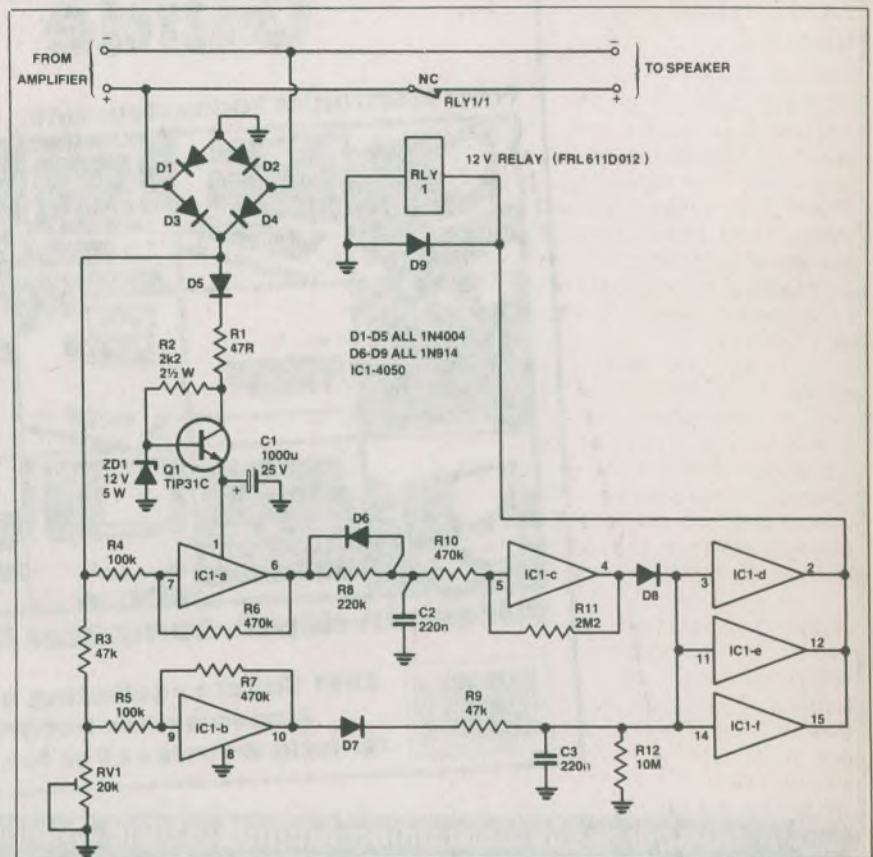 − −
FROM AMPLIFIER
TO SPEAKER
+ +
NC
RLY1/1
D1
D2
D3
D4
RLY 1
12 V RELAY (FRL611D012)
D9
D5
R1
47R
D1-D5 ALL 1N4004
D6-D9 ALL 1N914
IC1-4050
R2
2k2
2½ W
C1
1000u
25 V
+
ZD1
12 V
5 W
Q1
TIP31C
R4
100k
1
7
IC1-a
6
D6
R8
220k
R10
470k
5
IC1-c
4
D8
3
IC1-d
2
R6
470k
C2
220n
R11
2M2
R3
47k
R7
470k
11
IC1-e
12
R5
100k
9
IC1-b
10
8
D7
R9
47k
14
IC1-f
15
RV1
20k
C3
220n
R12
10M